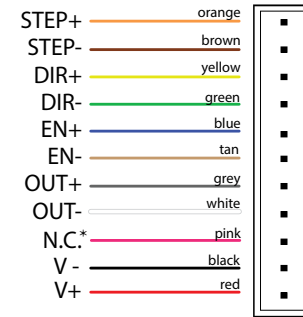 STEP+ orange
STEP- brown
DIR+ yellow
DIR- green
EN+ blue
EN- tan
OUT+ grey
OUT- white
N.C.* pink
V - black
V+ red